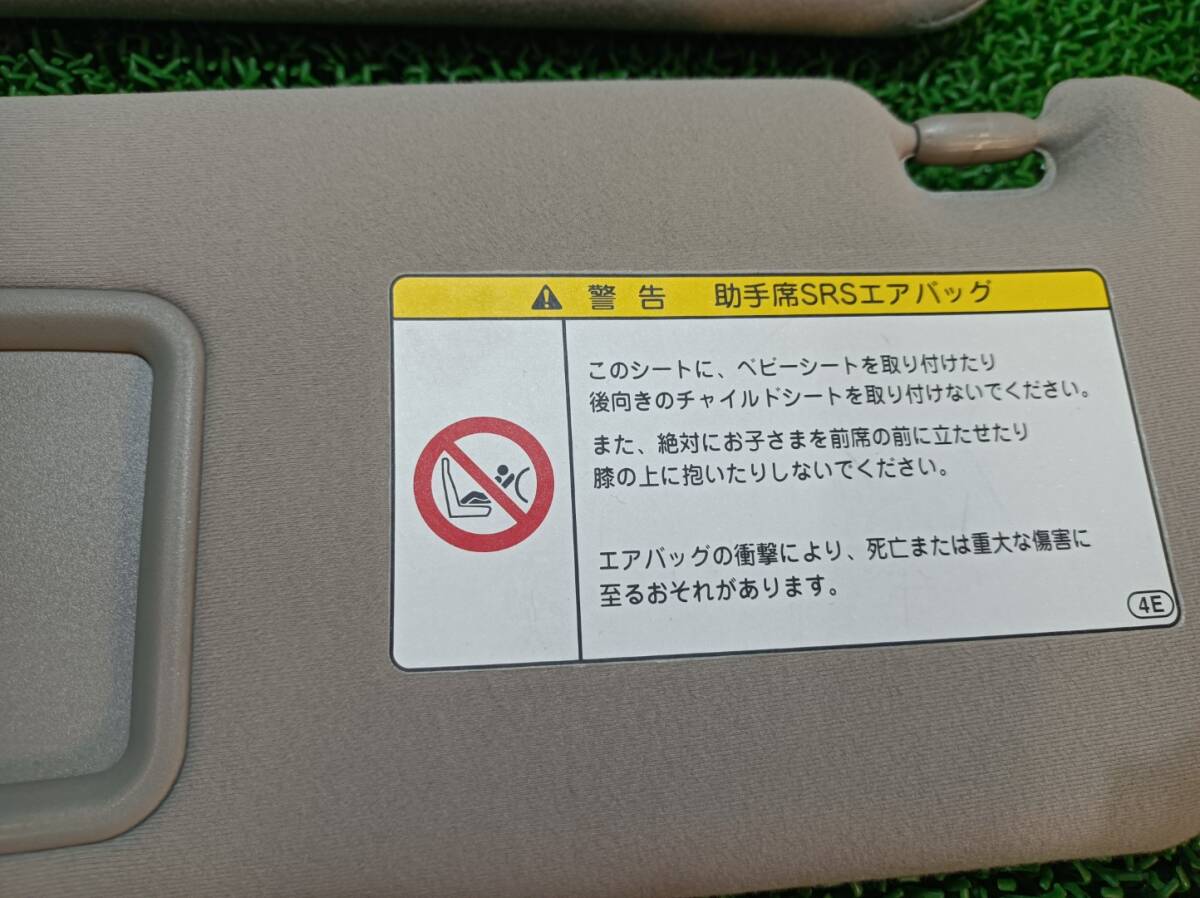 警告 助手席SRSエアバッグ
このシートに、ベビーシートを取り付けたり
後向きのチャイルドシートを取り付けないでください。
また、絶対にお子さまを前席の前に立たせたり
膝の上に抱いたりしないでください。
エアバッグの衝撃により、死亡または重大な傷害に
至るおそれがあります。
4E